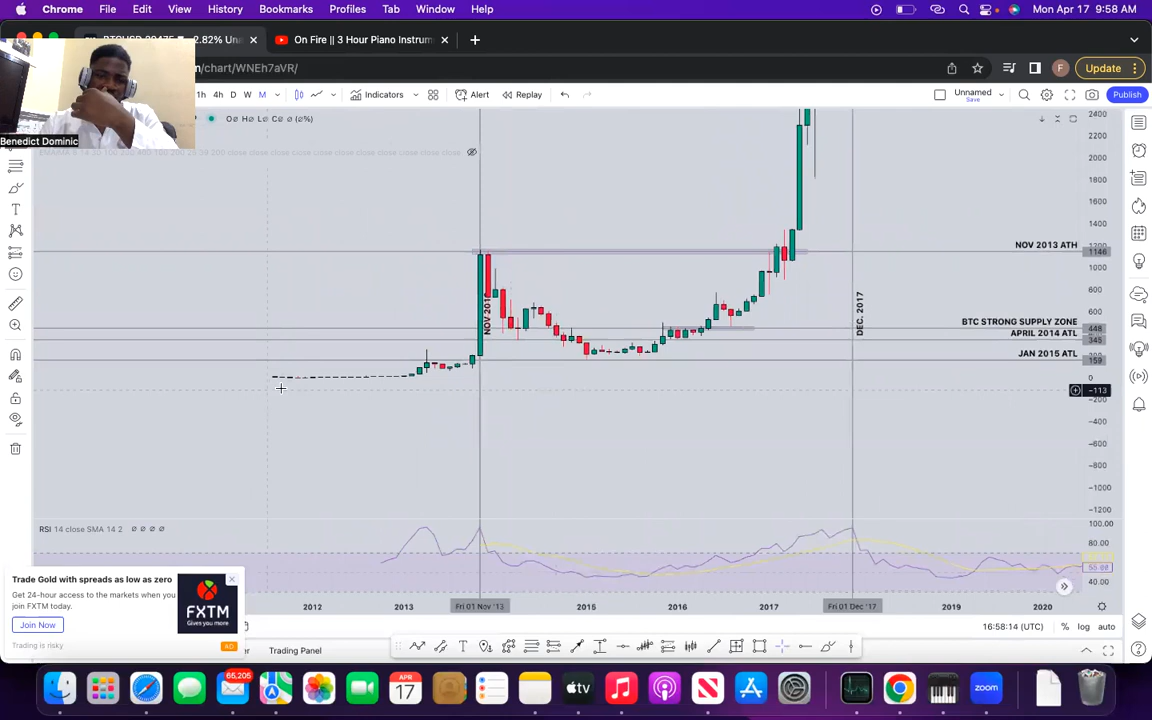 Chrome File Edit View History Bookmarks Profiles Tab Window Help Mon Apr 17 9:58 AM
2.82% Una On Fire || 3 Hour Piano Instrum
/chart/WNEh7aVR/ F Update
1h 4h D W M Indicators Alert Replay Unnamed Save Publish
O∅ H∅ L∅ C∅ ∅ (∅%)
Benedict Dominic
2400
2200
2000
1800
1600
1400
1200
NOV 2013 ATH 1146
1000
800
600
BTC STRONG SUPPLY ZONE 448
APRIL 2014 ATL 345
JAN 2015 ATL 159
DEC. 2017
0
−113
−200
−400
−600
−800
−1000
−1200
RSI 14 close SMA 14 2 ∅ ∅ ∅ ∅
100.00
80.00
40.00
Trade Gold with spreads as low as zero
Get 24-hour access to the markets when you
join FXTM today.
FXTM
Gives you more
Join Now
Trading is risky AD
2012 2013 Fri 01 Nov '13 2015 2016 2017 Fri 01 Dec '17 2019 2020
16:58:14 (UTC) % log auto
Trading Panel
65,205
APR
17
zoom